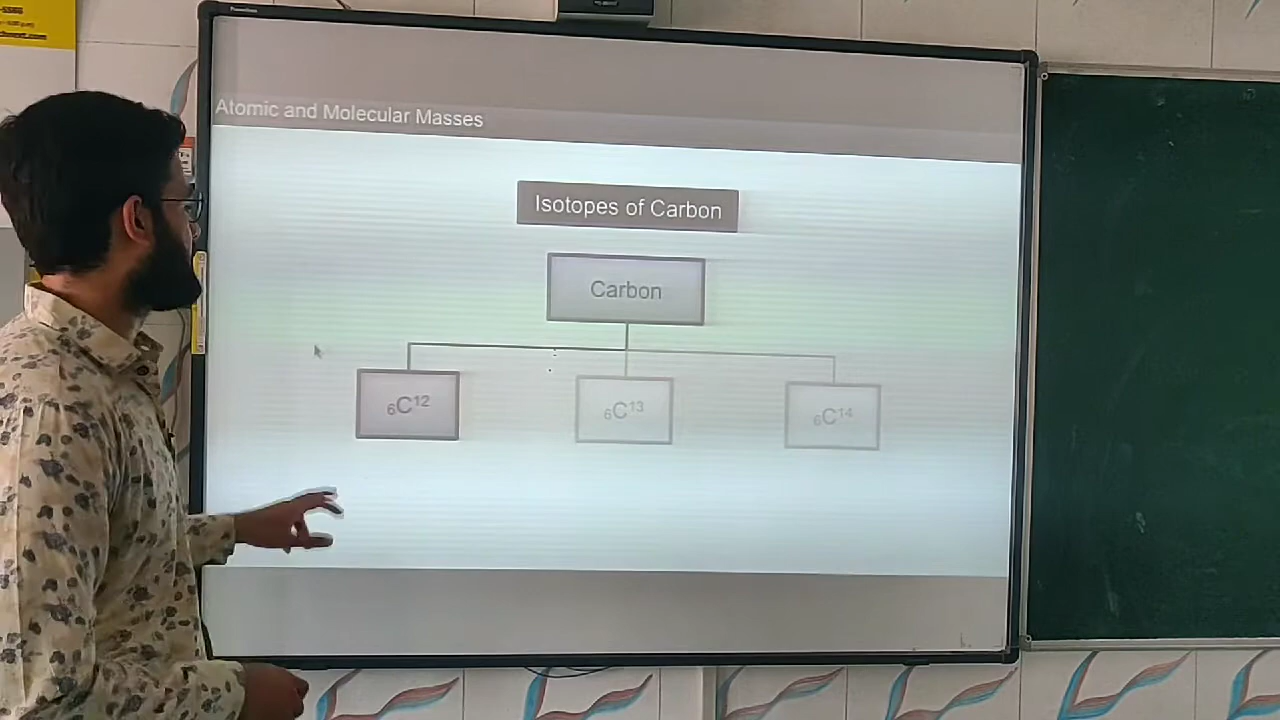 Atomic and Molecular Masses
Isotopes of Carbon
Carbon
₆C¹² ₆C¹³ ₆C¹⁴